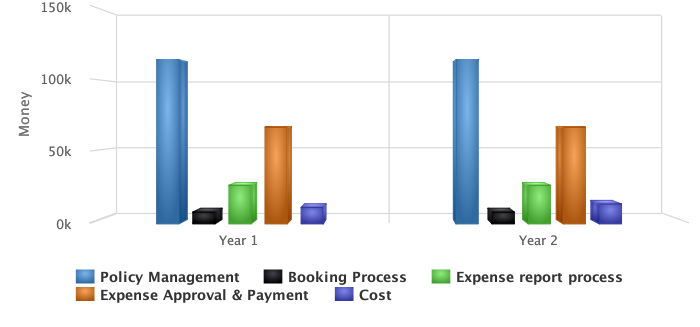 150k
100k
50k
0k
Money
Year 1
Year 2
Policy Management
Booking Process
Expense report process
Expense Approval & Payment
Cost